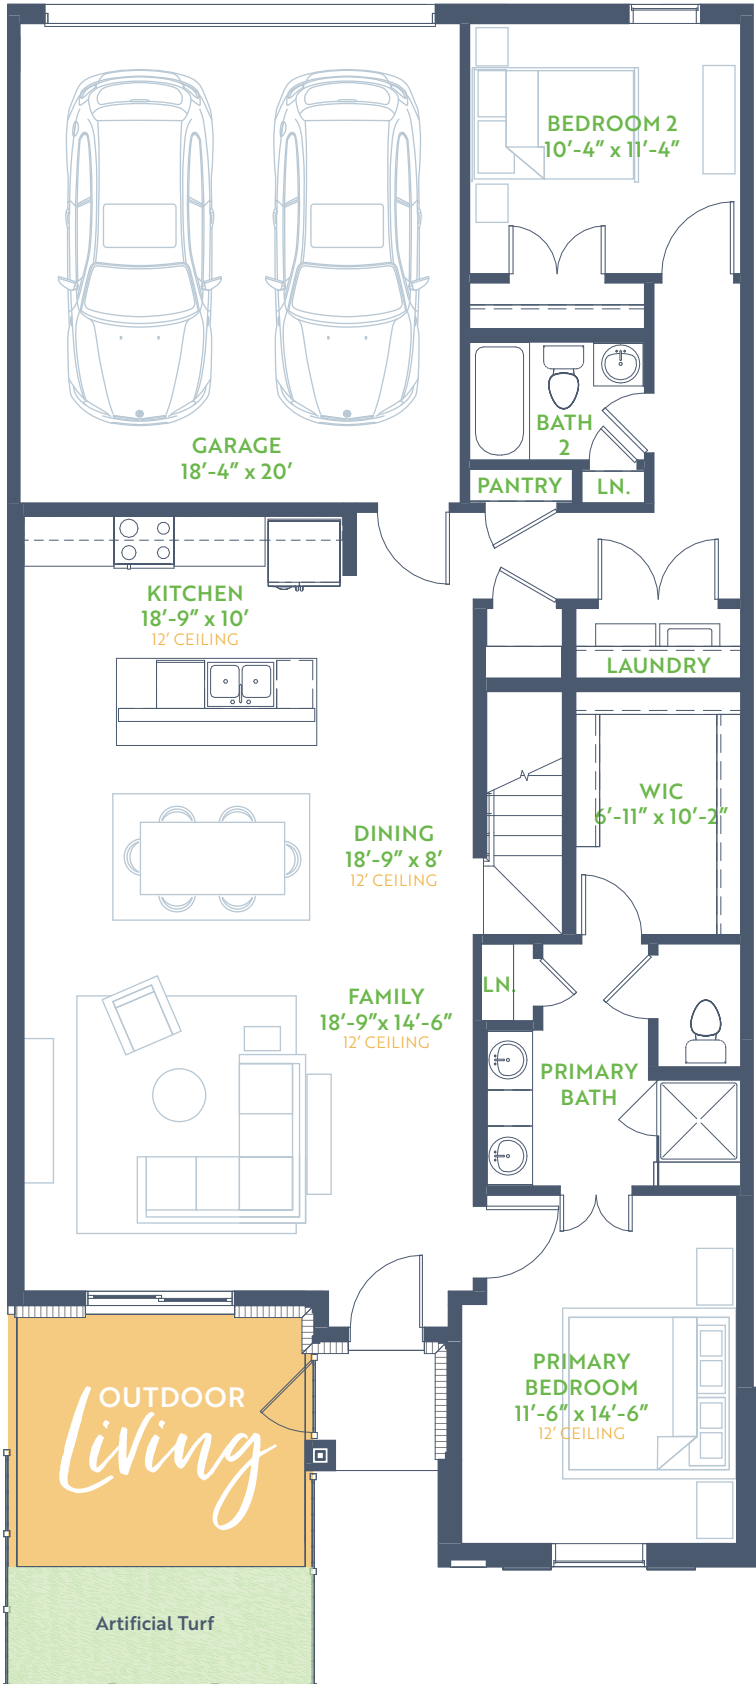 BEDROOM 2
10'-4" x 11'-4"
BATH
2
GARAGE
18'-4" x 20'
PANTRY
LN.
KITCHEN
18'-9" x 10'
12' CEILING
LAUNDRY
WIC
6'-11" x 10'-2"
DINING
18'-9" x 8'
12' CEILING
LN.
FAMILY
18'-9"x 14'-6"
12' CEILING
PRIMARY
BATH
PRIMARY
BEDROOM
11'-6" x 14'-6"
12' CEILING
OUTDOOR
Living
Artificial Turf